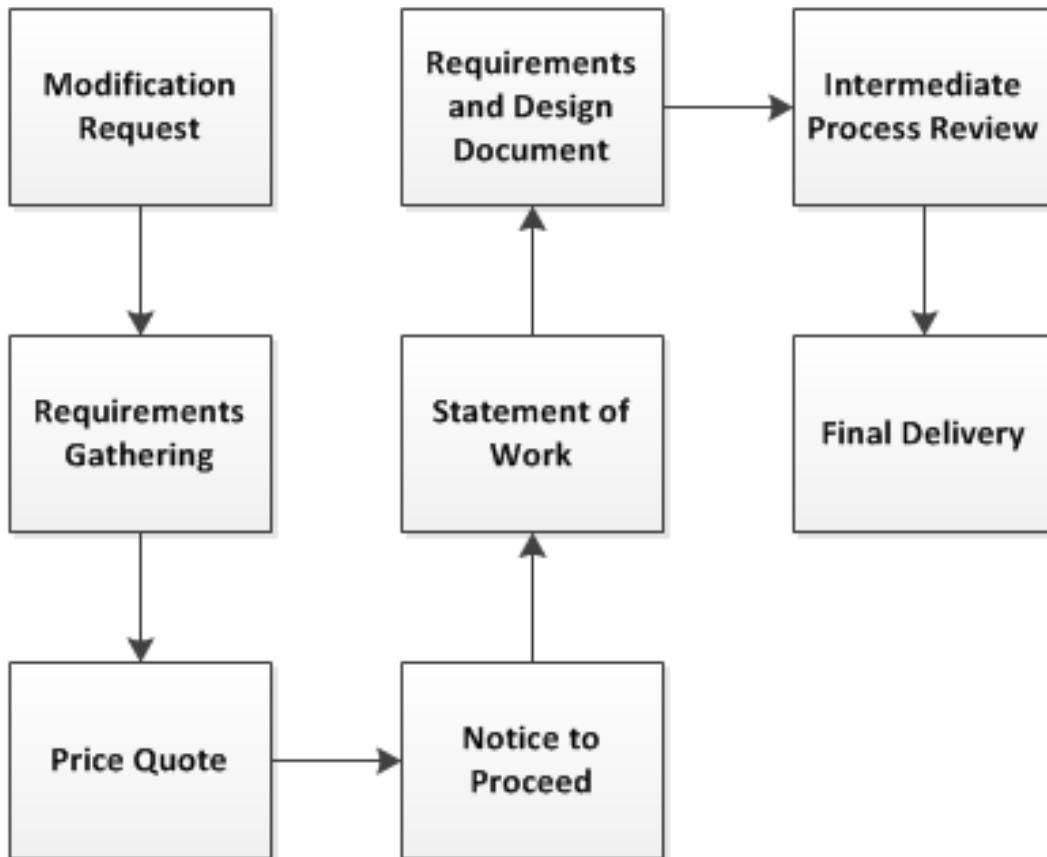 Modification
Request
Requirements
Gathering
Price Quote
Notice to
Proceed
Statement of
Work
Requirements
and Design
Document
Intermediate
Process Review
Final Delivery